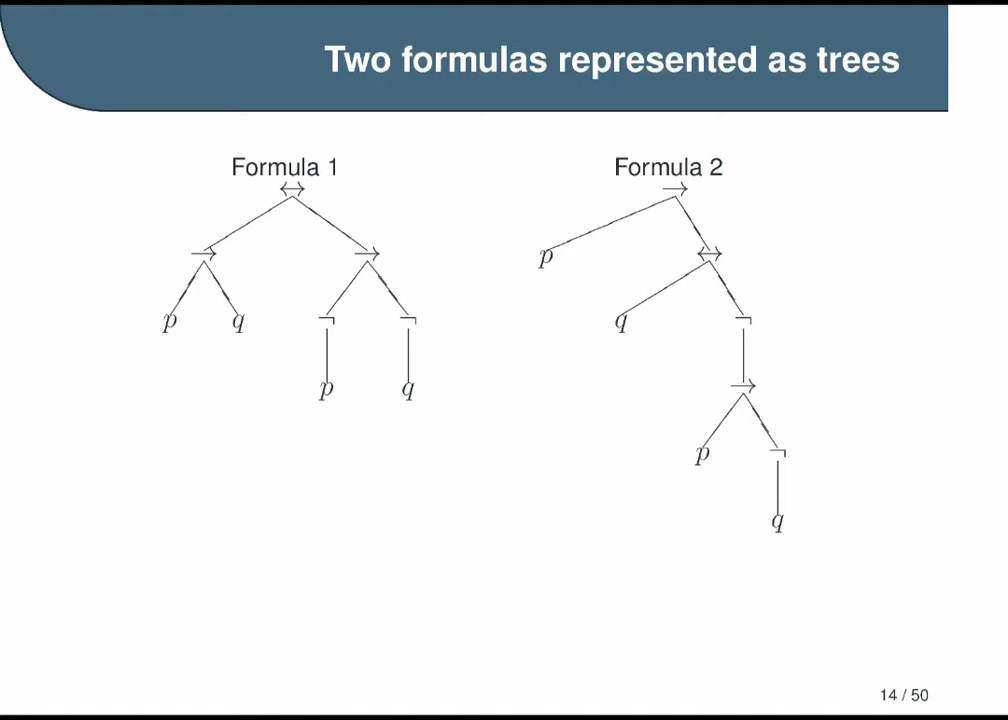 Two formulas represented as trees
Formula 1
↔
→ →
p q ¬ ¬
p q
Formula 2
→
p ↔
q ¬
→
p ¬
q
14 / 50